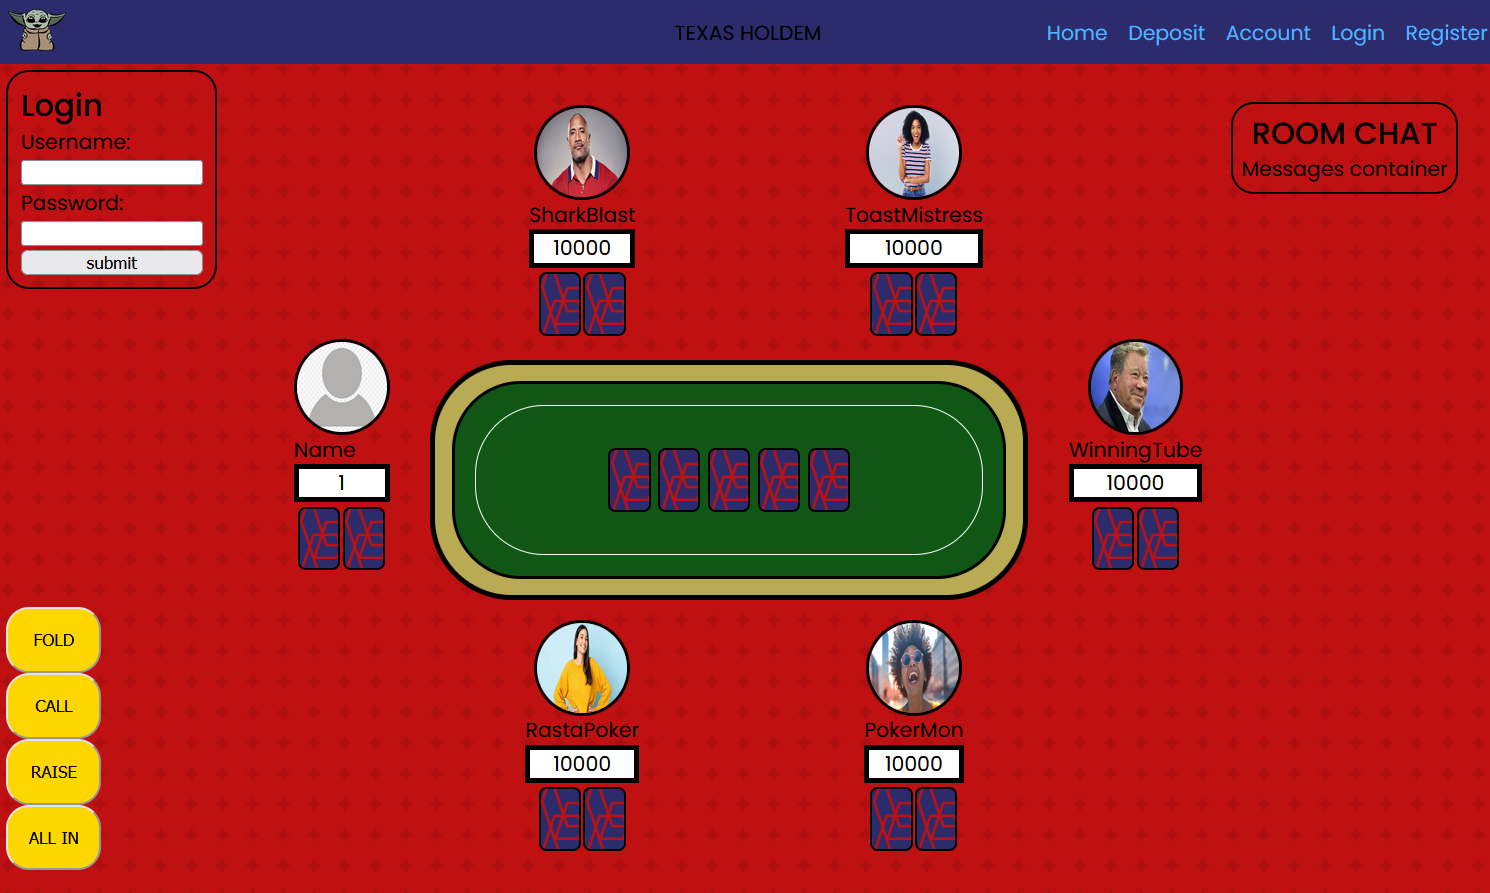 TEXAS HOLDEM
Home Deposit Account Login Register
Login
Username:
Password:
submit
ROOM CHAT
Messages container
SharkBlast
10000
ToastMistress
10000
Name
1
WinningTube
10000
RastaPoker
10000
PokerMon
10000
FOLD
CALL
RAISE
ALL IN